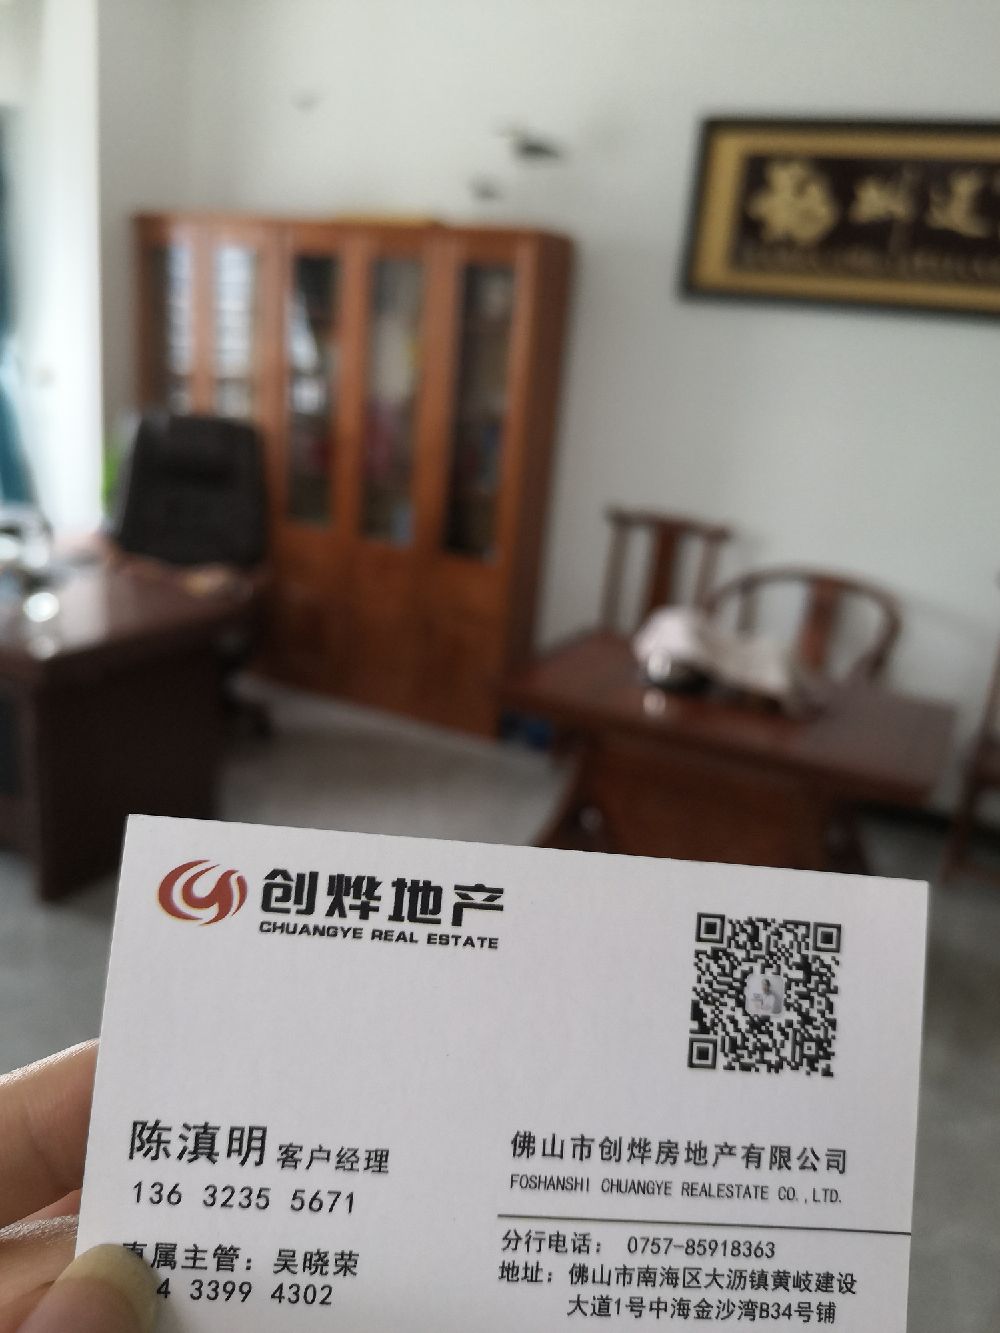 创烨地产
CHUANGYE REAL ESTATE
陈滇明 客户经理
136 3235 5671
直属主管：吴晓荣
4 3399 4302
佛山市创烨房地产有限公司
FOSHANSHI CHUANGYE REALESTATE CO.,LTD.
分行电话： 0757-85918363
地址：佛山市南海区大沥镇黄岐建设
大道1号中海金沙湾B34号铺